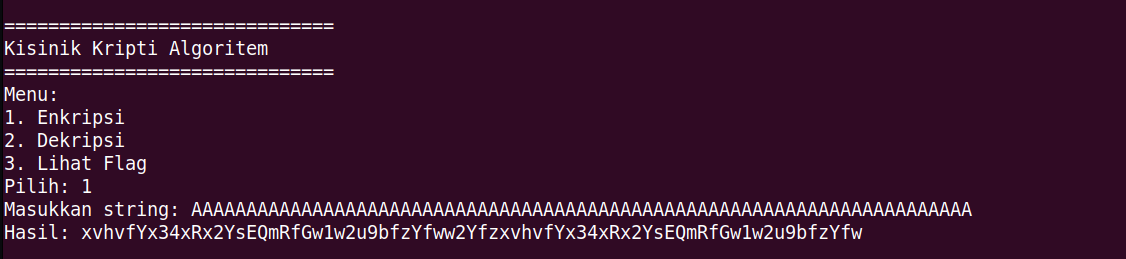 ==============================
Kisinik Kripti Algoritem
==============================
Menu:
1. Enkripsi
2. Dekripsi
3. Lihat Flag
Pilih: 1
Masukkan string: AAAAAAAAAAAAAAAAAAAAAAAAAAAAAAAAAAAAAAAAAAAAAAAAAAAAAAAAAAAAAAAAAAAAAAA
Hasil: xvhvfYx34xRx2YsEQmRfGw1w2u9bfzYfww2YfzxvhvfYx34xRx2YsEQmRfGw1w2u9bfzYfw